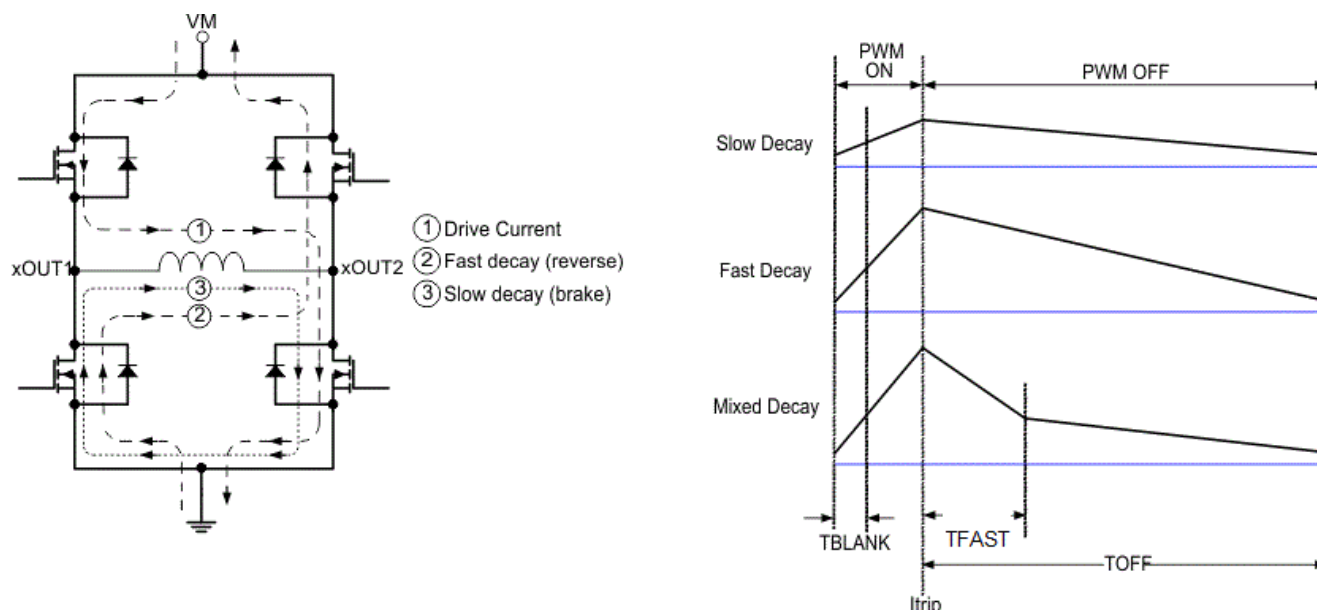 VM
1
xOUT1
xOUT2
3
2
1 Drive Current
2 Fast decay (reverse)
3 Slow decay (brake)
PWM
ON
PWM OFF
Slow Decay
Fast Decay
Mixed Decay
TBLANK
TFAST
TOFF
Itrip